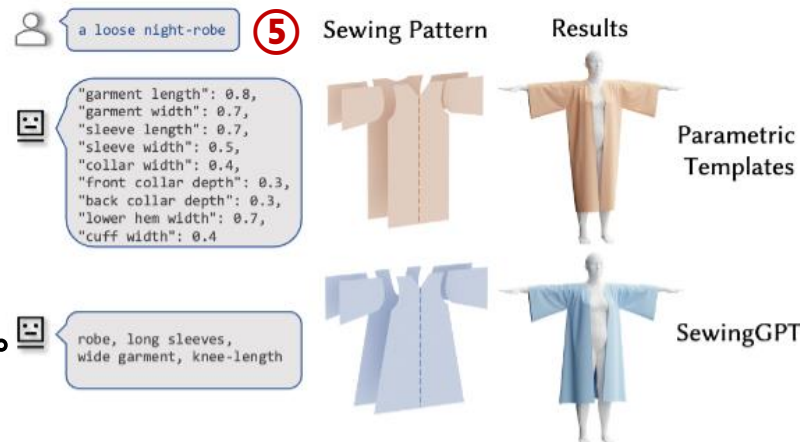 a loose night-robe
⑤
Sewing Pattern
Results
"garment length": 0.8,
"garment width": 0.7,
"sleeve length": 0.7,
"sleeve width": 0.5,
"collar width": 0.4,
"front collar depth": 0.3,
"back collar depth": 0.3,
"lower hem width": 0.7,
"cuff width": 0.4
Parametric
Templates
。
robe, long sleeves,
wide garment, knee-length
SewingGPT